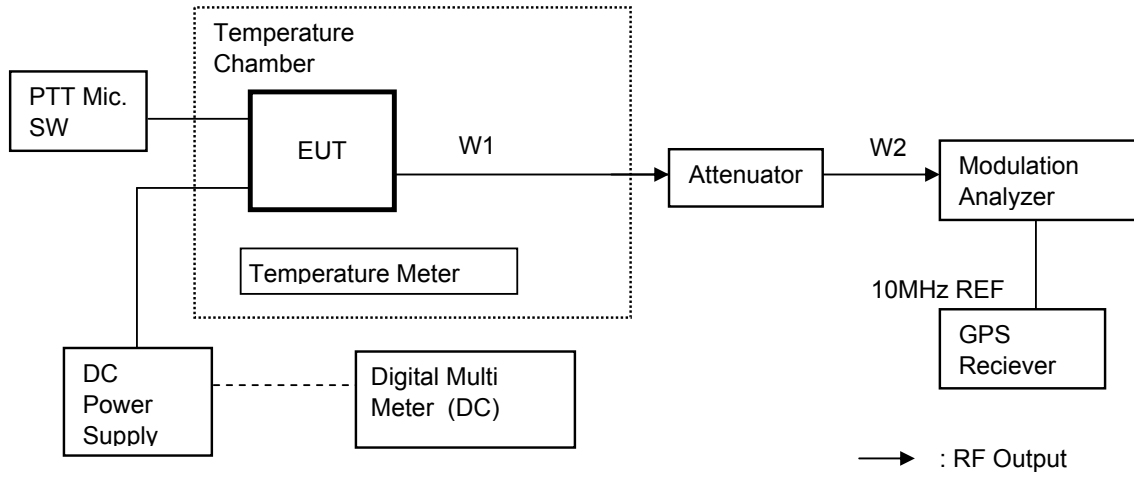 Temperature
Chamber
PTT Mic.
SW
EUT
W1
Attenuator
W2
Modulation
Analyzer
Temperature Meter
10MHz REF
GPS
Reciever
DC
Power
Supply
Digital Multi
Meter (DC)
: RF Output